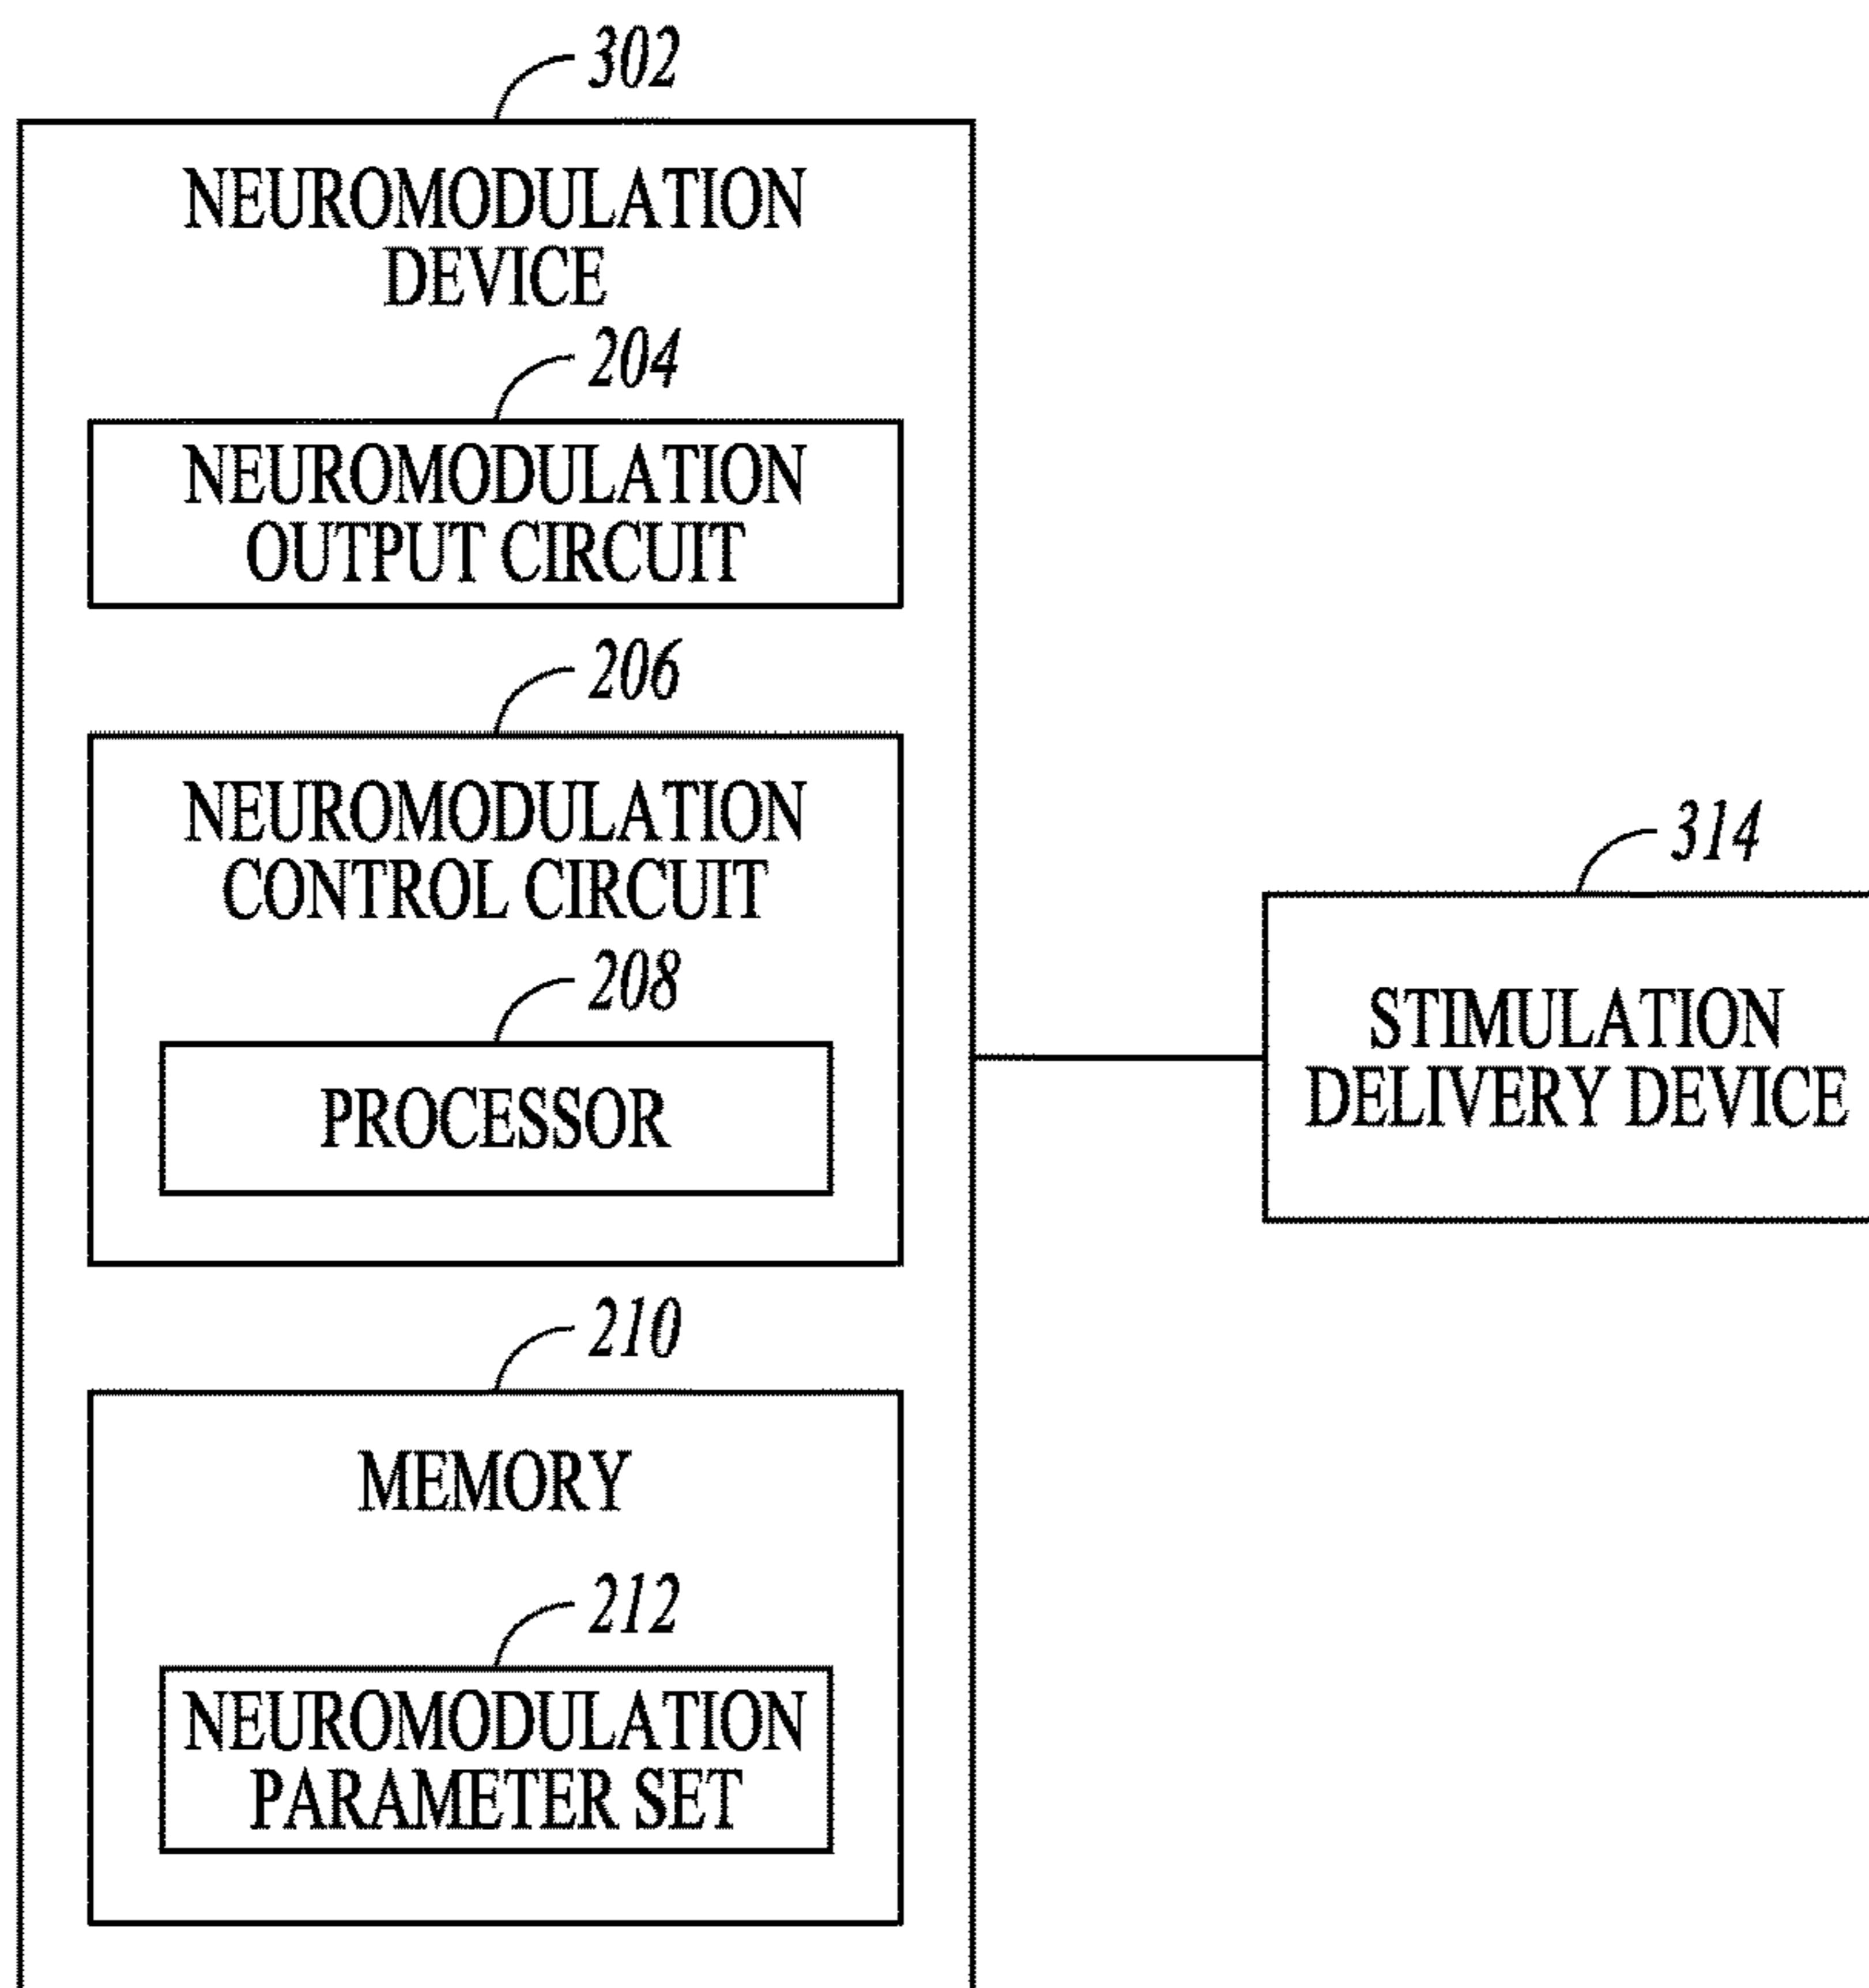 302
NEUROMODULATION
DEVICE
204
NEUROMODULATION
OUTPUT CIRCUIT
206
NEUROMODULATION
CONTROL CIRCUIT
208
PROCESSOR
210
MEMORY
212
NEUROMODULATION
PARAMETER SET
314
STIMULATION
DELIVERY DEVICE